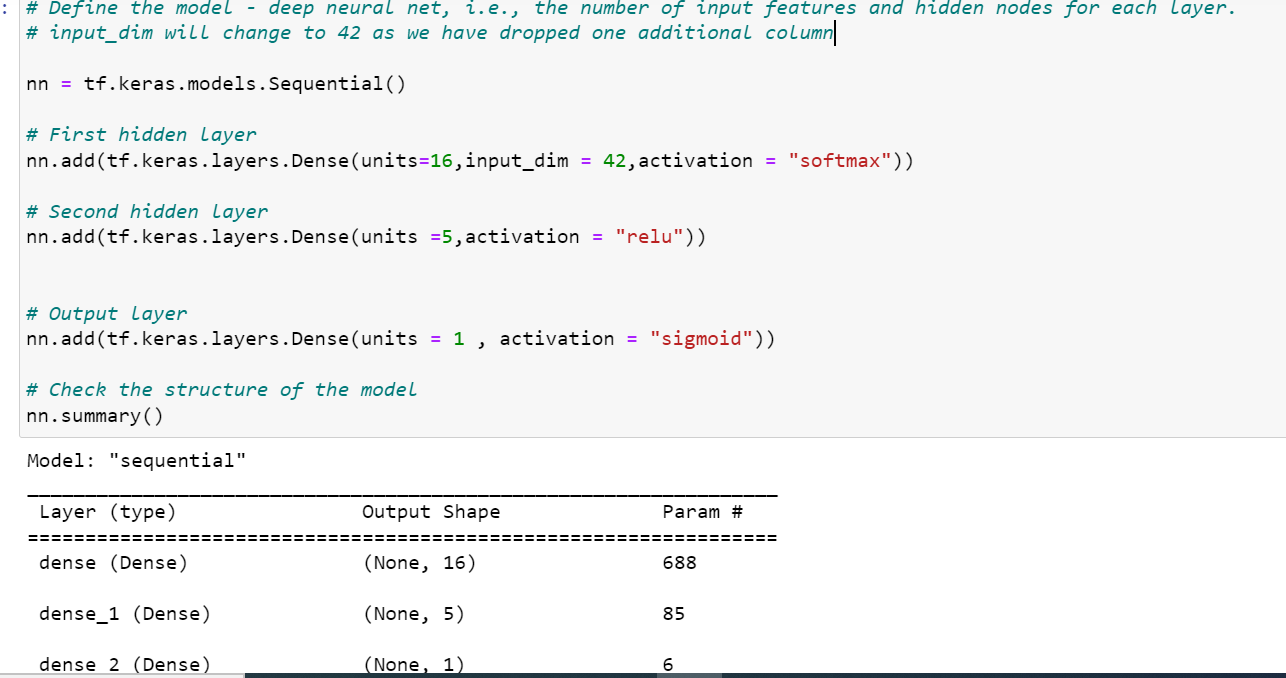 : # Define the model - deep neural net, i.e., the number of input features and hidden nodes for each layer.
# input_dim will change to 42 as we have dropped one additional column
nn = tf.keras.models.Sequential()
# First hidden layer
nn.add(tf.keras.layers.Dense(units=16,input_dim = 42,activation = "softmax"))
# Second hidden layer
nn.add(tf.keras.layers.Dense(units =5,activation = "relu"))
# Output layer
nn.add(tf.keras.layers.Dense(units = 1 , activation = "sigmoid"))
# Check the structure of the model
nn.summary()
Model: "sequential"
_________________________________________________________________
Layer (type) Output Shape Param #
=================================================================
dense (Dense) (None, 16) 688
dense_1 (Dense) (None, 5) 85
dense_2 (Dense) (None, 1) 6